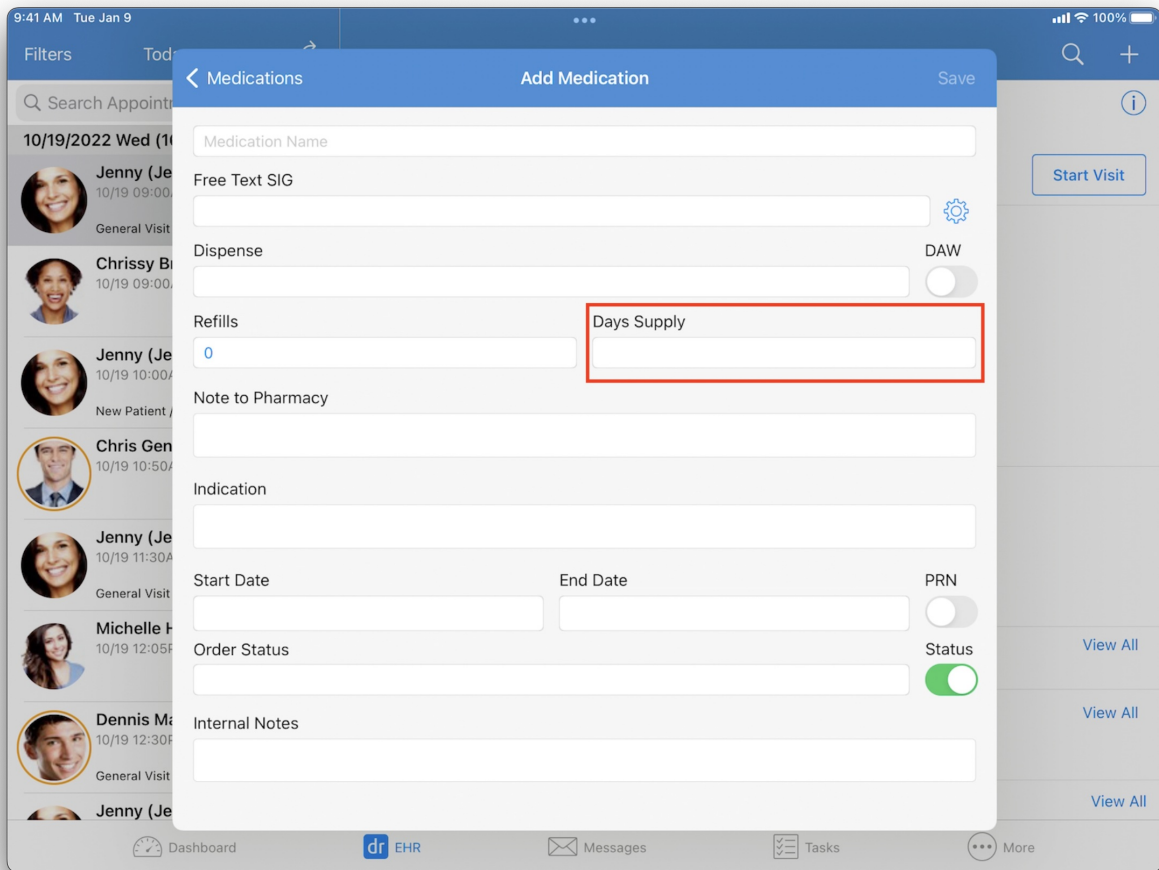 9:41 AM Tue Jan 9
100%
Filters
Medications
Add Medication
Save
Search
10/19/2022 Wed
Medication Name
Jenny (Je
10/19 09:00
General Visit
Start Visit
Free Text SIG
Dispense
DAW
Chrissy
10/19 09:00
Refills
Days Supply
0
Jenny (Je
10/19 10:00
New Patient /
Note to Pharmacy
Chris Gen
10/19 10:50
Indication
Jenny (Je
10/19 11:30
General Visit
Start Date
End Date
PRN
Michelle
10/19 12:05
Order Status
Status
View All
Dennis
10/19 12:30
General Visit
Internal Notes
View All
Jenny (Je
View All
Dashboard
dr EHR
Messages
Tasks
More